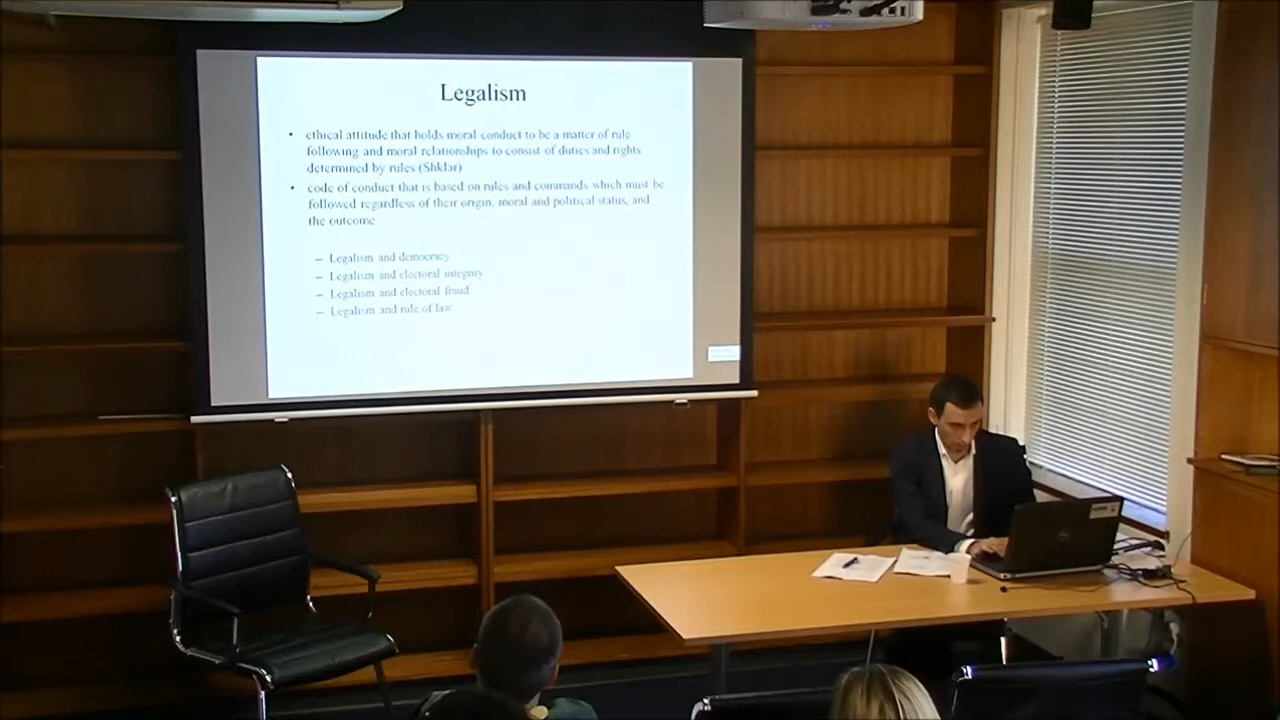 Legalism
• ethical attitude that holds moral conduct to be a matter of rule
following and moral relationships to consist of duties and rights
determined by rules (Shklar)
• code of conduct that is based on rules and commands which must be
followed regardless of their origin, moral and political status, and
the outcome
– Legalism and democracy
– Legalism and electoral integrity
– Legalism and electoral fraud
– Legalism and rule of law